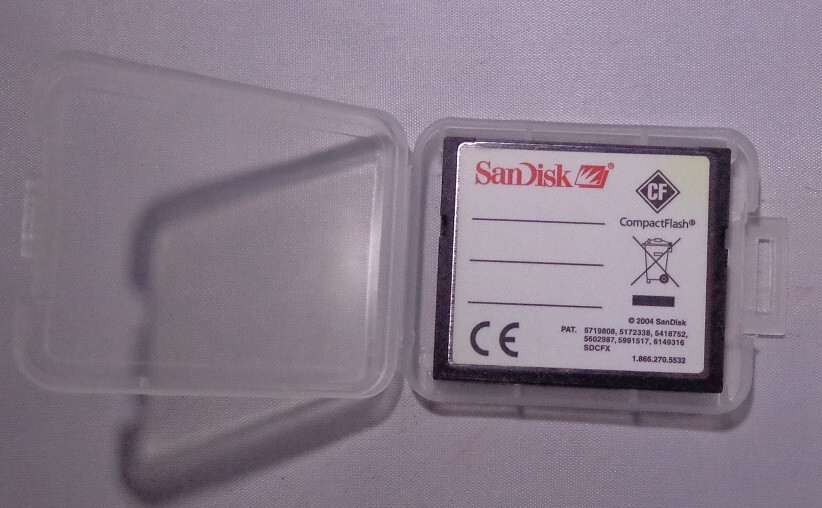 SanDisk®
CF
CompactFlash®
© 2004 SanDisk
CE
PAT. 5719808, 5172338, 5418752,
5602987, 5991517, 6149316
SDCFX
1.866.270.5532